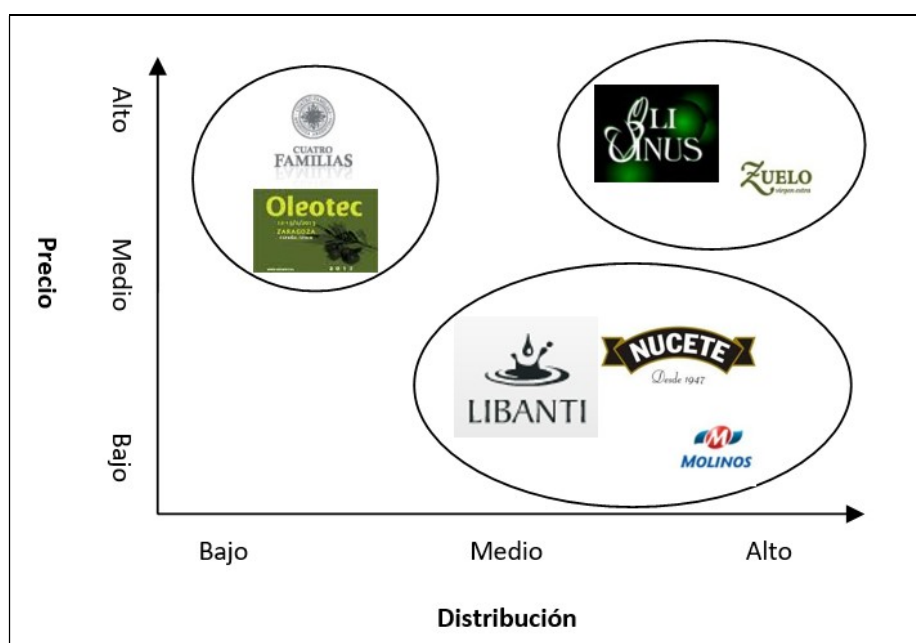 Alto
Medio
Bajo
Precio
CUATRO
FAMILIAS
Oleotec
ZARAGOZA
2013
OLI
VINUS
ZUELO
virgen extra
LIBANTI
NUCETE
Desde 1947
M
MOLINOS
Bajo
Medio
Alto
Distribución